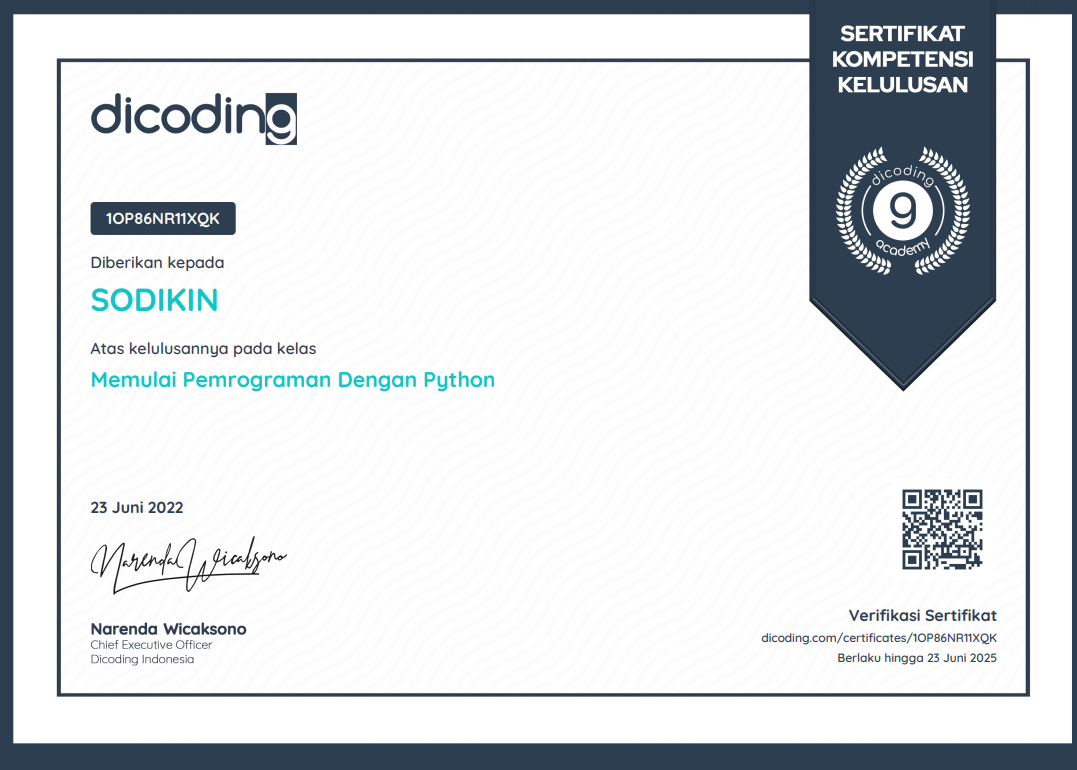 SERTIFIKAT
KOMPETENSI
KELULUSAN
dicoding
dicoding
9
academy
1OP86NR11XQK
Diberikan kepada
SODIKIN
Atas kelulusannya pada kelas
Memulai Pemrograman Dengan Python
23 Juni 2022
Narenda Wicaksono
Narenda Wicaksono
Chief Executive Officer
Dicoding Indonesia
Verifikasi Sertifikat
dicoding.com/certificates/1OP86NR11XQK
Berlaku hingga 23 Juni 2025